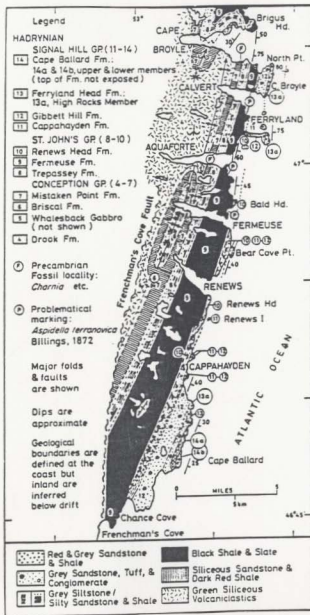 Legend
HADRYNIAN
SIGNAL HILL GP. (11-14)
14 Cape Ballard Fm.:
14a & 14b, upper & lower members
(top of Fm. not exposed)
13 Ferryland Head Fm.:
13a, High Rocks Member
12 Gibbett Hill Fm.
11 Cappahayden Fm.
ST. JOHN'S GP. (8-10)
10 Renews Head Fm.
9 Fermeuse Fm.
8 Trepassey Fm.
CONCEPTION GP. (4-7)
7 Mistaken Point Fm.
6 Briscal Fm.
5 Whalesback Gabbro
(not shown)
4 Drook Fm.
F Precambrian
Fossil locality:
Charnia etc.
P Problematical
marking:
Aspidella terranovica
Billings, 1872
Major folds
& faults
are shown
Dips are
approximate
Geological
boundaries are
defined at the
coast but
inland are
inferred
below drift
53°
Brigus
Hd.
CAPE
BROYLE
North Pt.
CALVERT
C. Broyle
FERRYLAND
AQUAFORTE
47°
Bald Hd.
FERMEUSE
Bear Cove Pt.
Frenchman's Cove Fault
RENEWS
Renews Hd
Renews I
CAPPAHAYDEN
ATLANTIC OCEAN
Cape Ballard
0 MILES 5
5km
46°45'
Chance Cove
Frenchman's Cove
53°
Red & Grey Sandstone
& Shale
Grey Sandstone, Tuff, &
Conglomerate
Grey Siltstone/
Silty Sandstone & Shale
Black Shale & Slate
Siliceous Sandstone &
Dark Red Shale
Green Siliceous
Volcaniclastics